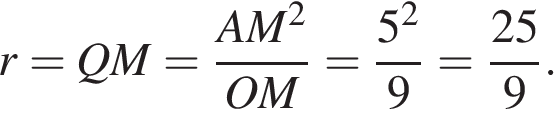 r = QM = AM²/OM = 5²/9 = 25/9.